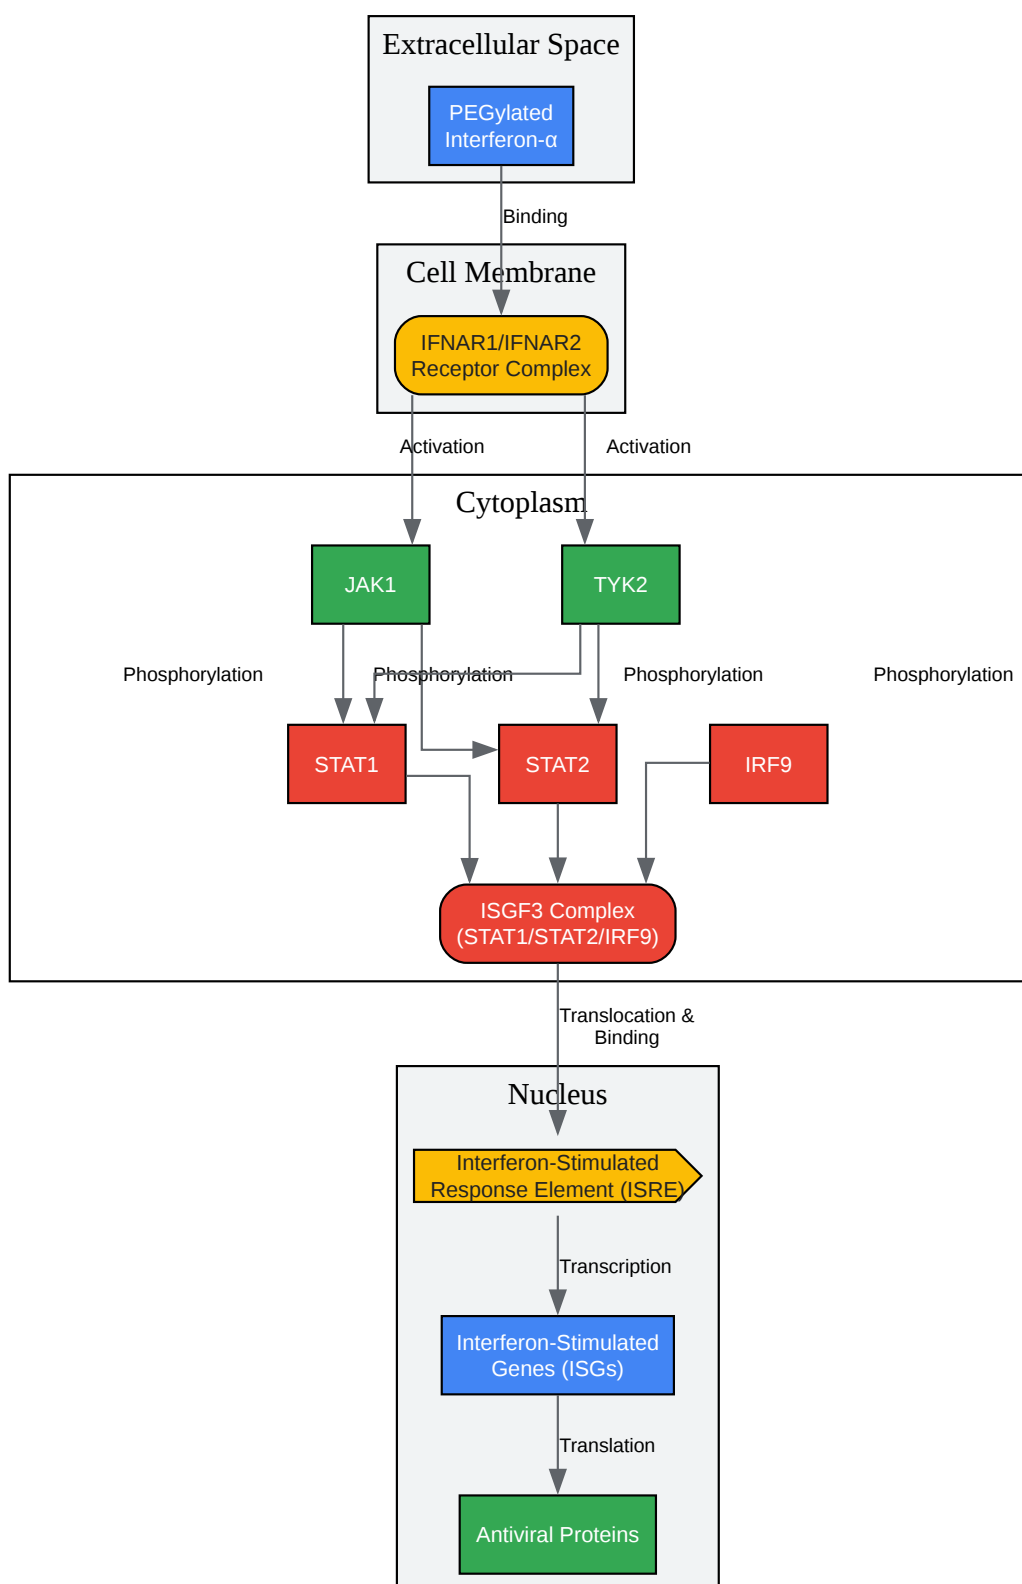 Extracellular Space
PEGylated
Interferon-α
Binding
Cell Membrane
IFNAR1/IFNAR2
Receptor Complex
Activation
Activation
Cytoplasm
JAK1
TYK2
Phosphorylation
Phosphorylation
Phosphorylation
Phosphorylation
STAT1
STAT2
IRF9
ISGF3 Complex
(STAT1/STAT2/IRF9)
Translocation &
Binding
Nucleus
Interferon-Stimulated
Response Element (ISRE)
Transcription
Interferon-Stimulated
Genes (ISGs)
Translation
Antiviral Proteins